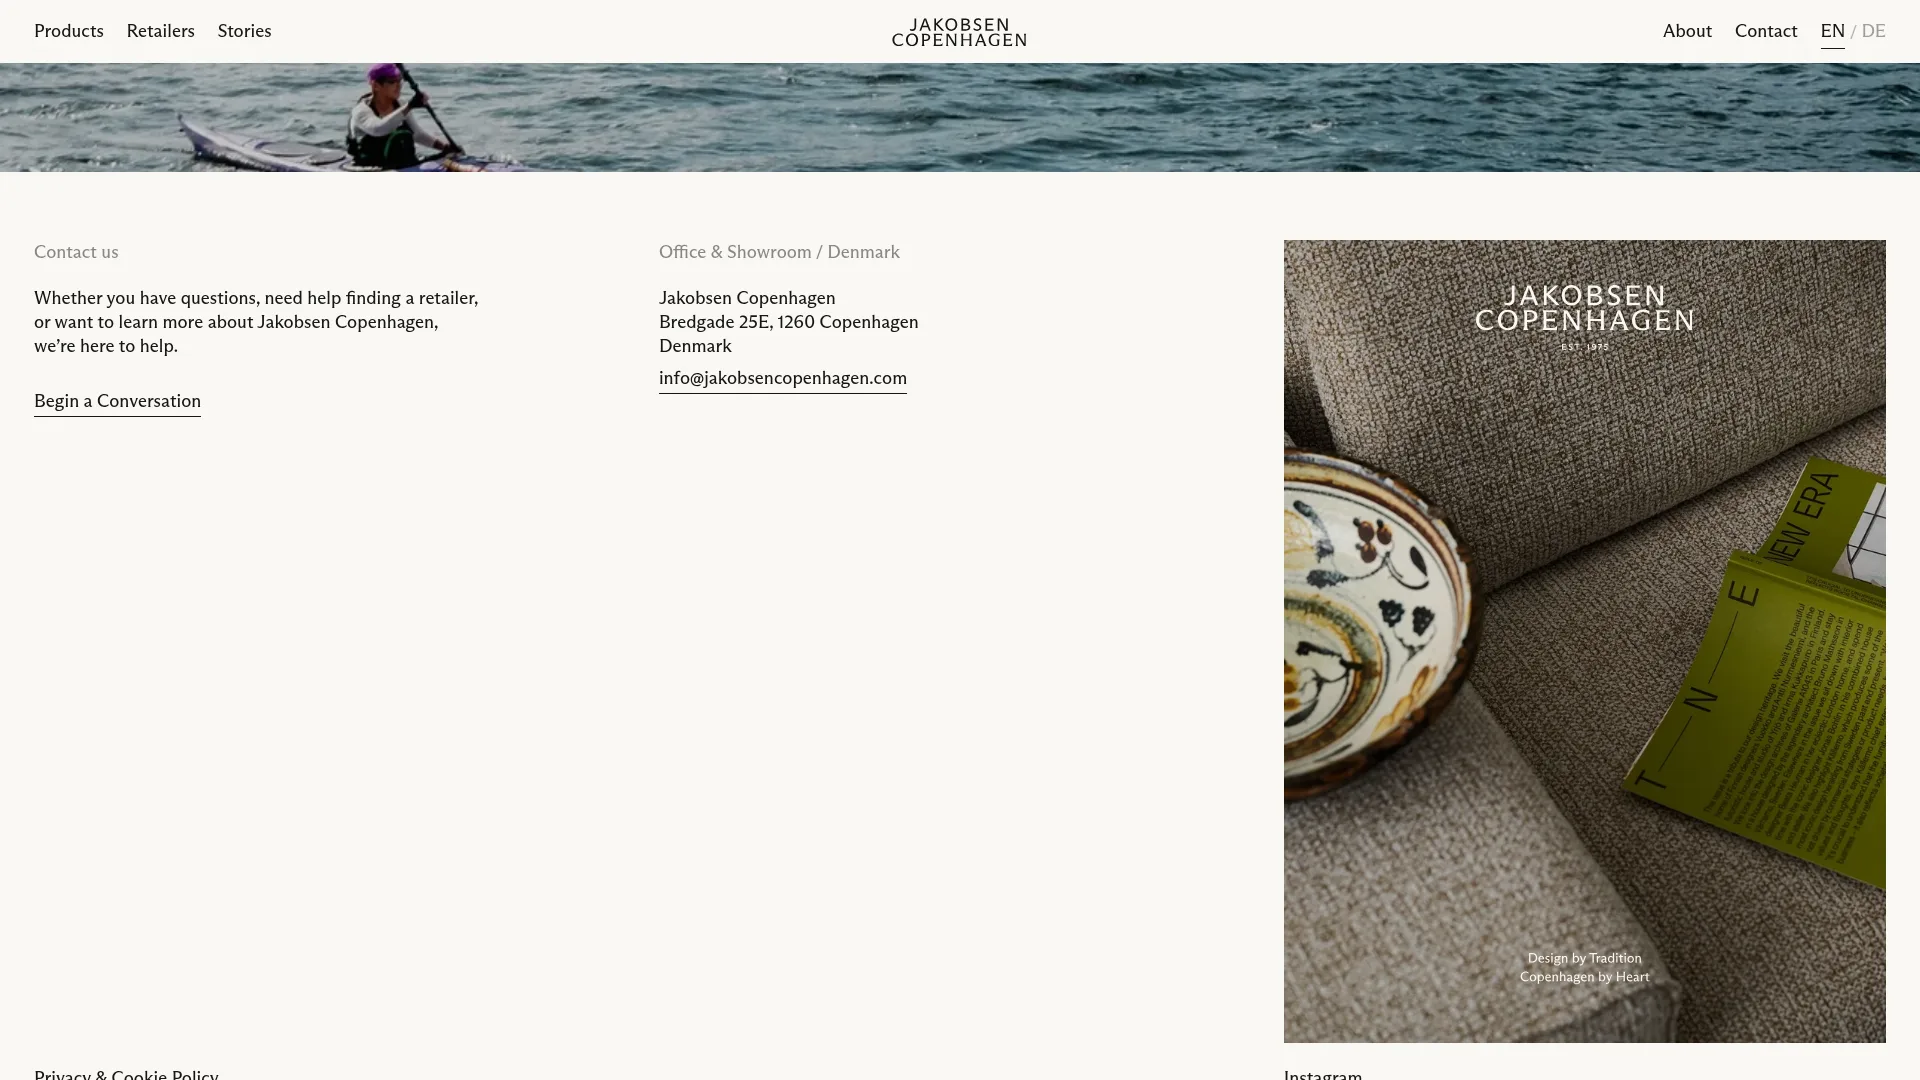 Products Retailers Stories
JAKOBSEN
COPENHAGEN
About Contact EN / DE
Contact us
Whether you have questions, need help finding a retailer,
or want to learn more about Jakobsen Copenhagen,
we’re here to help.
Begin a Conversation
Office & Showroom / Denmark
Jakobsen Copenhagen
Bredgade 25E, 1260 Copenhagen
Denmark
info@jakobsencopenhagen.com
JAKOBSEN
COPENHAGEN
EST. 1975
NEW ERA
T — N — E
Design by Tradition
Copenhagen by Heart
Privacy & Cookie Policy
Instagram